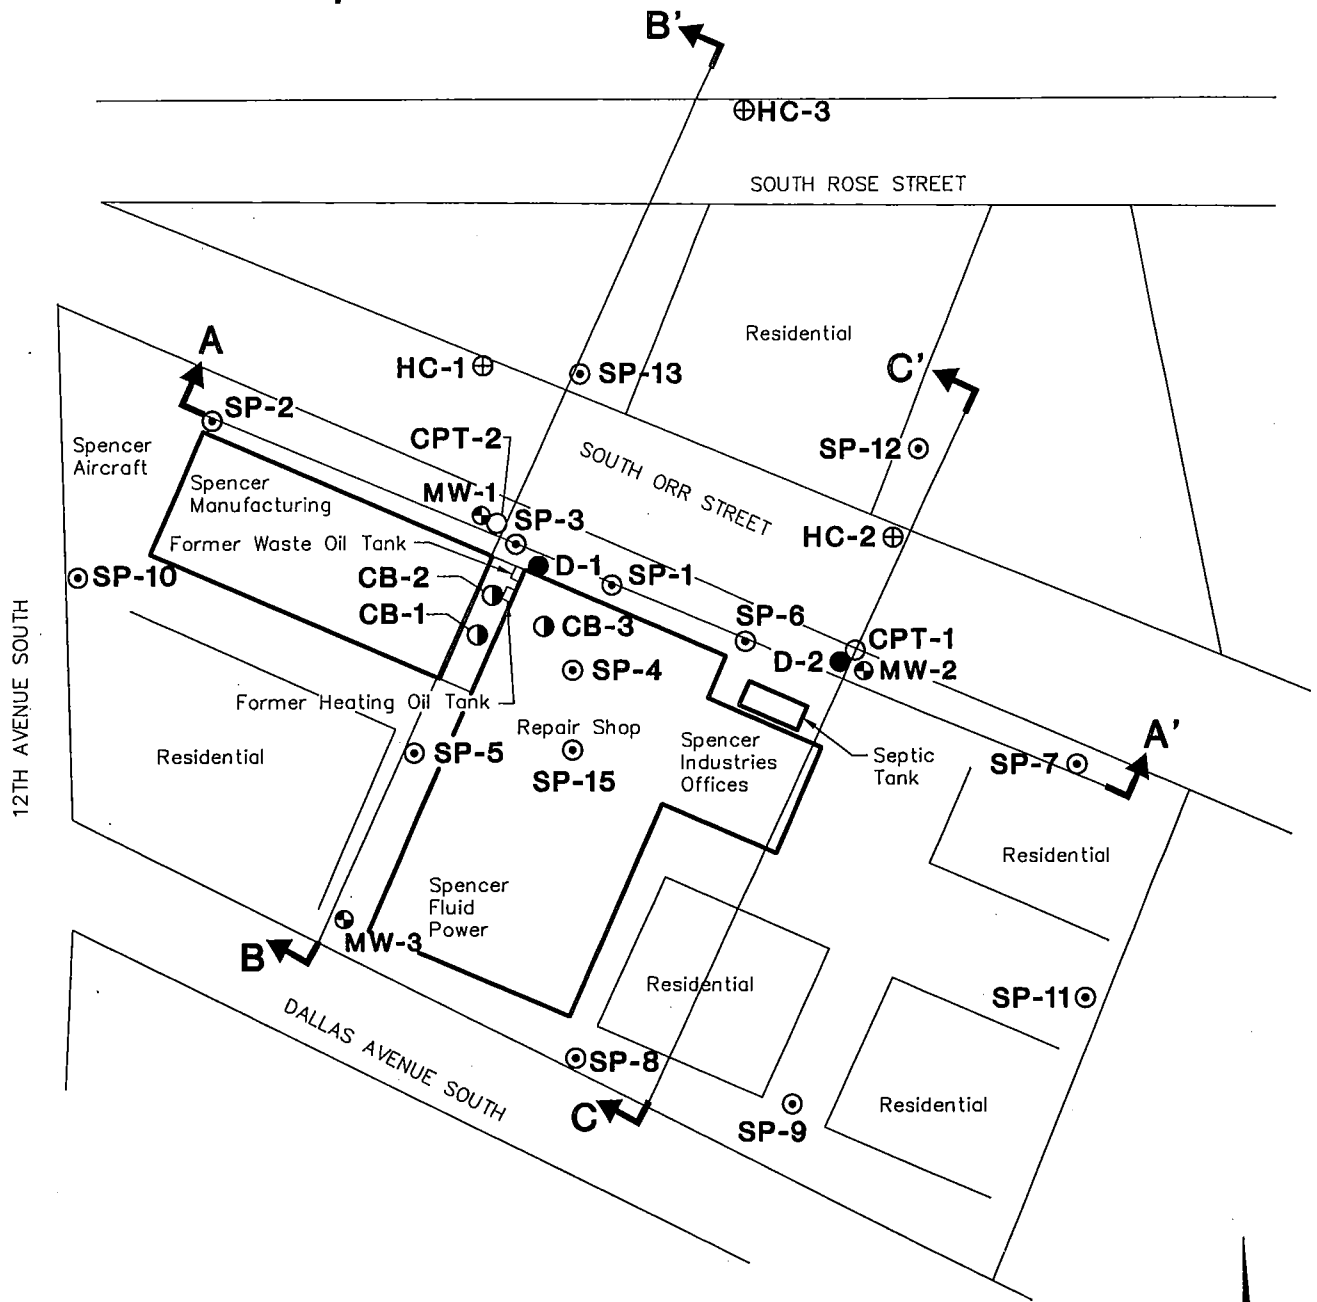 B'
HC-3
SOUTH ROSE STREET
Residential
A
HC-1
SP-13
C'
SP-2
CPT-2
SP-12
Spencer
Aircraft
SOUTH ORR STREET
Spencer
Manufacturing
MW-1
SP-3
HC-2
Former Waste Oil Tank
D-1
SP-1
SP-10
CB-2
CB-1
CB-3
SP-6
CPT-1
D-2
MW-2
SP-4
12TH AVENUE SOUTH
Former Heating Oil Tank
Repair Shop
Residential
SP-5
SP-15
Spencer
Industries
Offices
Septic
Tank
SP-7
A'
Residential
Spencer
Fluid
Power
MW-3
B
Residential
SP-11
DALLAS AVENUE SOUTH
SP-8
C
SP-9
Residential